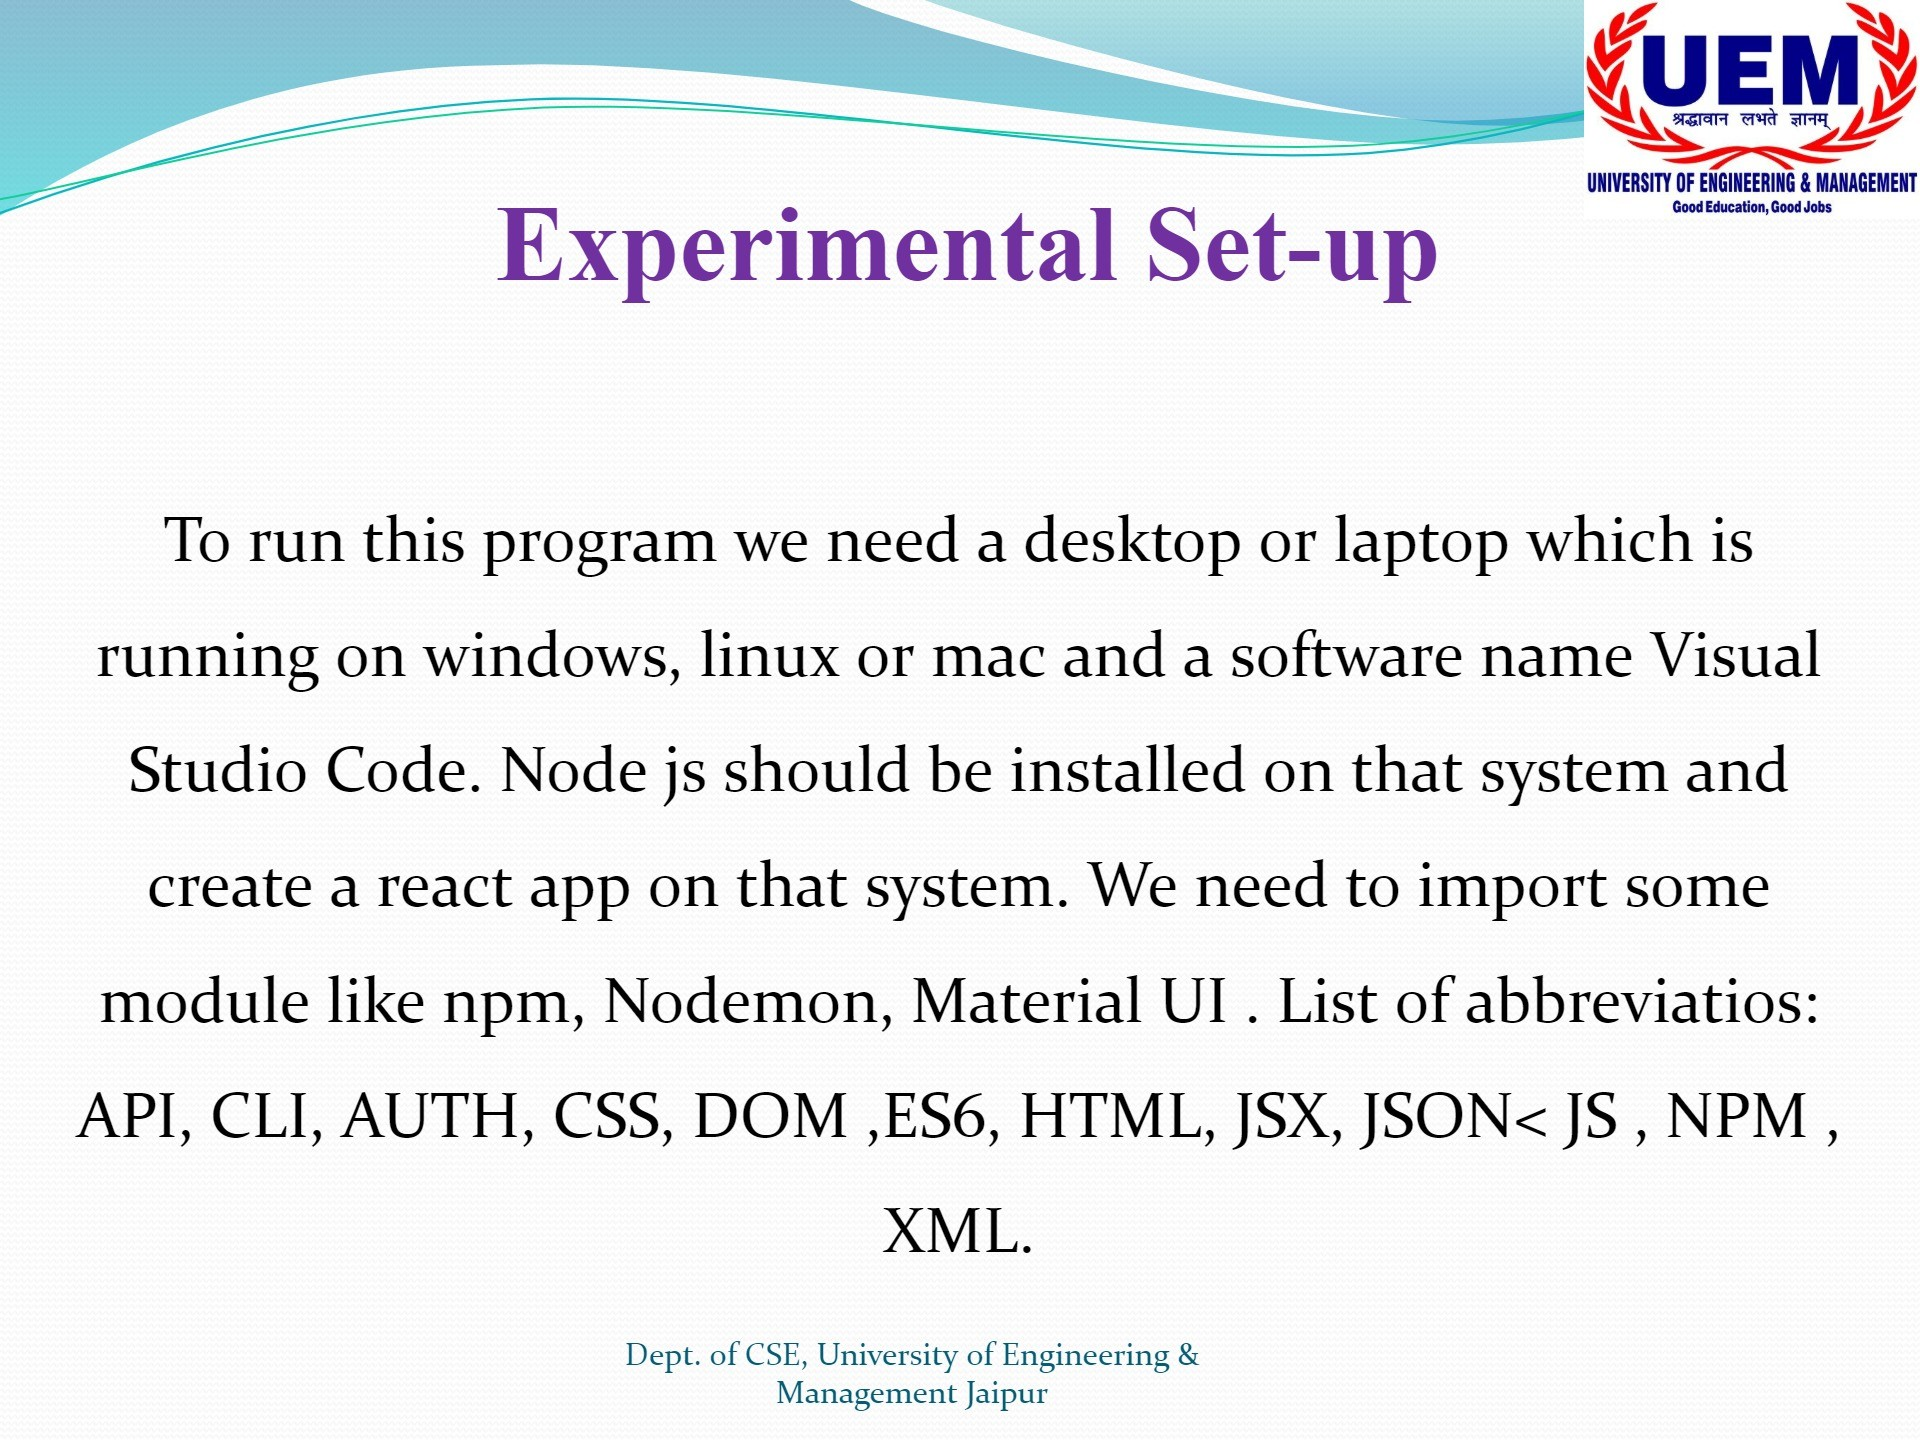 UEM
श्रद्धावान लभते ज्ञानम्
UNIVERSITY OF ENGINEERING & MANAGEMENT
Good Education, Good Jobs
Experimental Set-up
To run this program we need a desktop or laptop which is
running on windows, linux or mac and a software name Visual
Studio Code. Node js should be installed on that system and
create a react app on that system. We need to import some
module like npm, Nodemon, Material UI . List of abbreviatios:
API, CLI, AUTH, CSS, DOM ,ES6, HTML, JSX, JSON< JS , NPM ,
XML.
Dept. of CSE, University of Engineering &
Management Jaipur